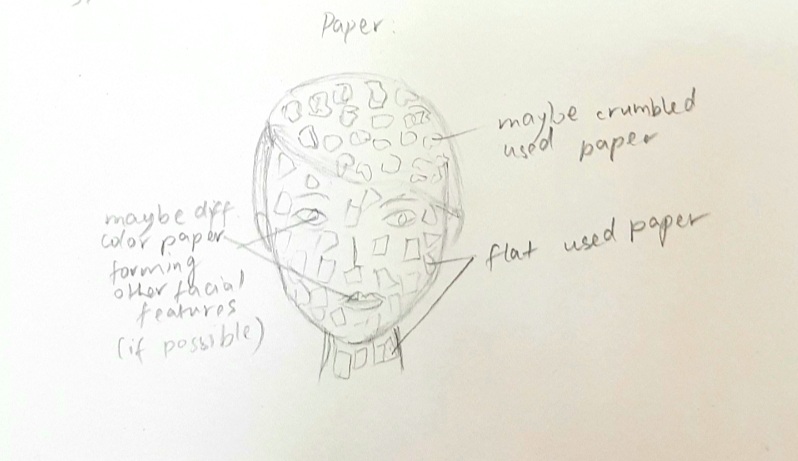 Paper:
maybe crumbled
used paper
maybe diff
color paper
forming
other facial
features
(if possible)
flat used paper